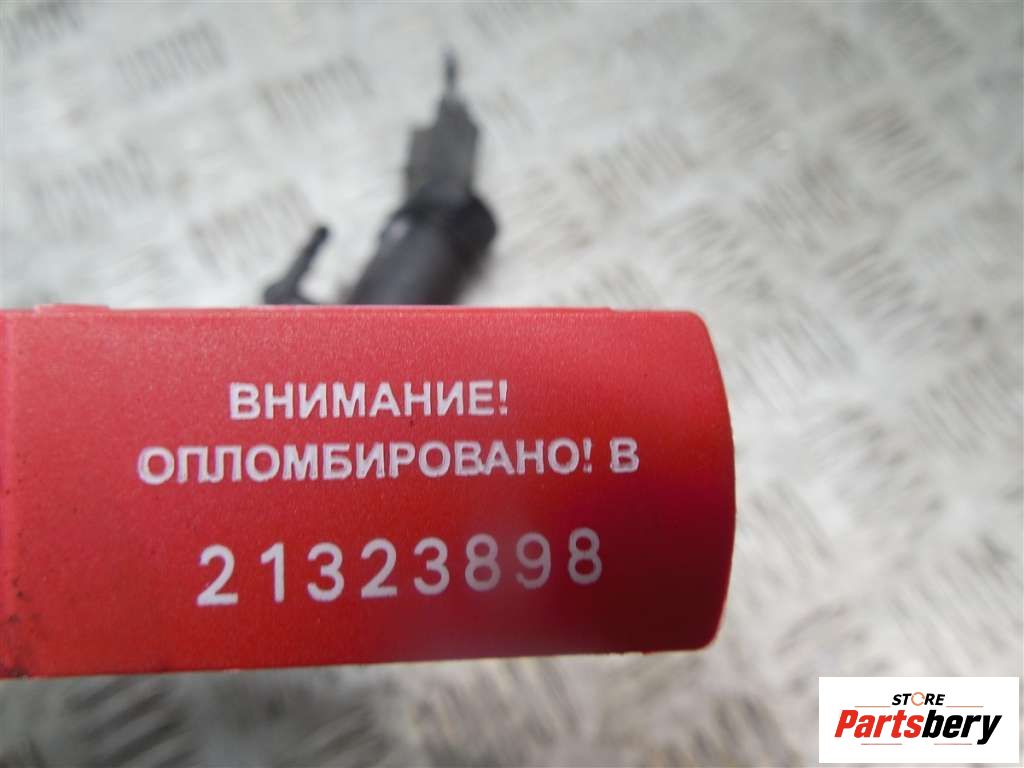 ВНИМАНИЕ!
ОПЛОМБИРОВАНО! В
21323898
STORE
Partsbery